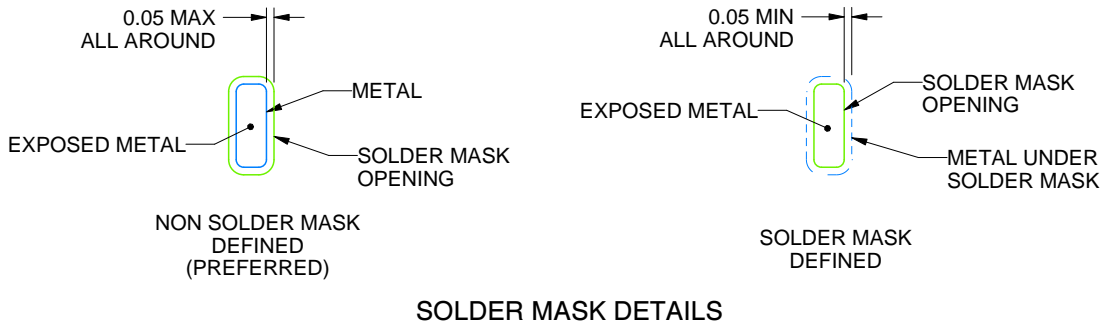 0.05 MAX
ALL AROUND
METAL
EXPOSED METAL
SOLDER MASK
OPENING
NON SOLDER MASK
DEFINED
(PREFERRED)
0.05 MIN
ALL AROUND
SOLDER MASK
OPENING
EXPOSED METAL
METAL UNDER
SOLDER MASK
SOLDER MASK
DEFINED
SOLDER MASK DETAILS